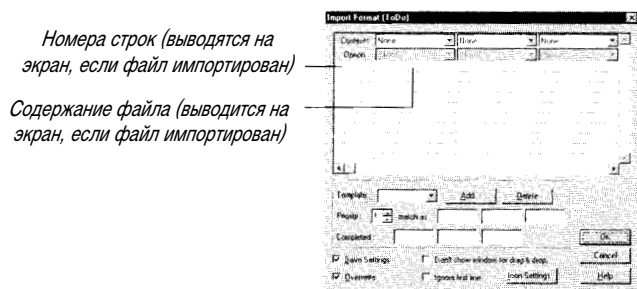 Номера строк (выводятся на
экран, если файл импортирован)
Содержание файла (выводится на
экран, если файл импортирован)
Import Format (ToDo)
Content: None None None
Option:
Template: Add Delete
Priority: 1 match as:
Completed:
Ok
Save Settings Don't show window for drag & drop. Cancel
Overwrite Ignore first line Icon Settings Help